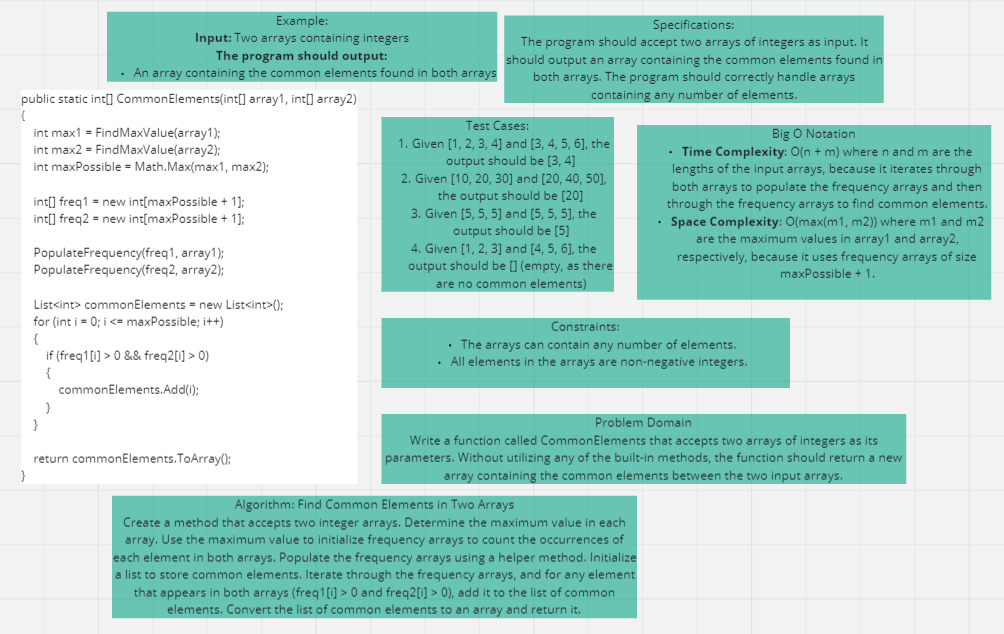 Example:
Input: Two arrays containing integers
The program should output:
• An array containing the common elements found in both arrays
Specifications:
The program should accept two arrays of integers as input. It
should output an array containing the common elements found in
both arrays. The program should correctly handle arrays
containing any number of elements.
public static int[] CommonElements(int[] array1, int[] array2)
{
int max1 = FindMaxValue(array1);
int max2 = FindMaxValue(array2);
int maxPossible = Math.Max(max1, max2);
int[] freq1 = new int[maxPossible + 1];
int[] freq2 = new int[maxPossible + 1];
PopulateFrequency(freq1, array1);
PopulateFrequency(freq2, array2);
List<int> commonElements = new List<int>();
for (int i = 0; i <= maxPossible; i++)
{
if (freq1[i] > 0 && freq2[i] > 0)
{
commonElements.Add(i);
}
}
return commonElements.ToArray();
}
Test Cases:
1. Given [1, 2, 3, 4] and [3, 4, 5, 6], the
output should be [3, 4]
2. Given [10, 20, 30] and [20, 40, 50],
the output should be [20]
3. Given [5, 5, 5] and [5, 5, 5], the
output should be [5]
4. Given [1, 2, 3] and [4, 5, 6], the
output should be [] (empty, as there
are no common elements)
Big O Notation
• Time Complexity: O(n + m) where n and m are the
lengths of the input arrays, because it iterates through
both arrays to populate the frequency arrays and then
through the frequency arrays to find common elements.
• Space Complexity: O(max(m1, m2)) where m1 and m2
are the maximum values in array1 and array2,
respectively, because it uses frequency arrays of size
maxPossible + 1.
Constraints:
• The arrays can contain any number of elements.
• All elements in the arrays are non-negative integers.
Problem Domain
Write a function called CommonElements that accepts two arrays of integers as its
parameters. Without utilizing any of the built-in methods, the function should return a new
array containing the common elements between the two input arrays.
Algorithm: Find Common Elements in Two Arrays
Create a method that accepts two integer arrays. Determine the maximum value in each
array. Use the maximum value to initialize frequency arrays to count the occurrences of
each element in both arrays. Populate the frequency arrays using a helper method. Initialize
a list to store common elements. Iterate through the frequency arrays, and for any element
that appears in both arrays (freq1[i] > 0 and freq2[i] > 0), add it to the list of common
elements. Convert the list of common elements to an array and return it.